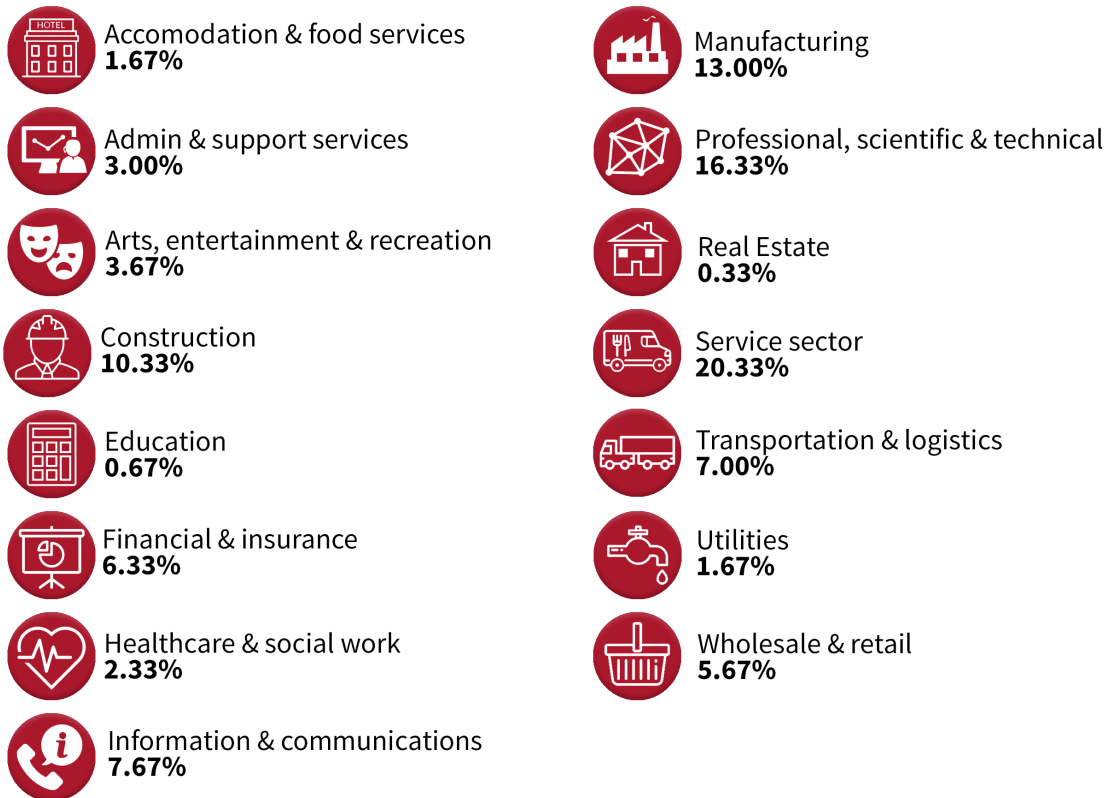 HOTEL
Accomodation & food services
1.67%
Admin & support services
3.00%
Arts, entertainment & recreation
3.67%
Construction
10.33%
Education
0.67%
Financial & insurance
6.33%
Healthcare & social work
2.33%
i
Information & communications
7.67%
Manufacturing
13.00%
Professional, scientific & technical
16.33%
Real Estate
0.33%
Service sector
20.33%
Transportation & logistics
7.00%
Utilities
1.67%
Wholesale & retail
5.67%